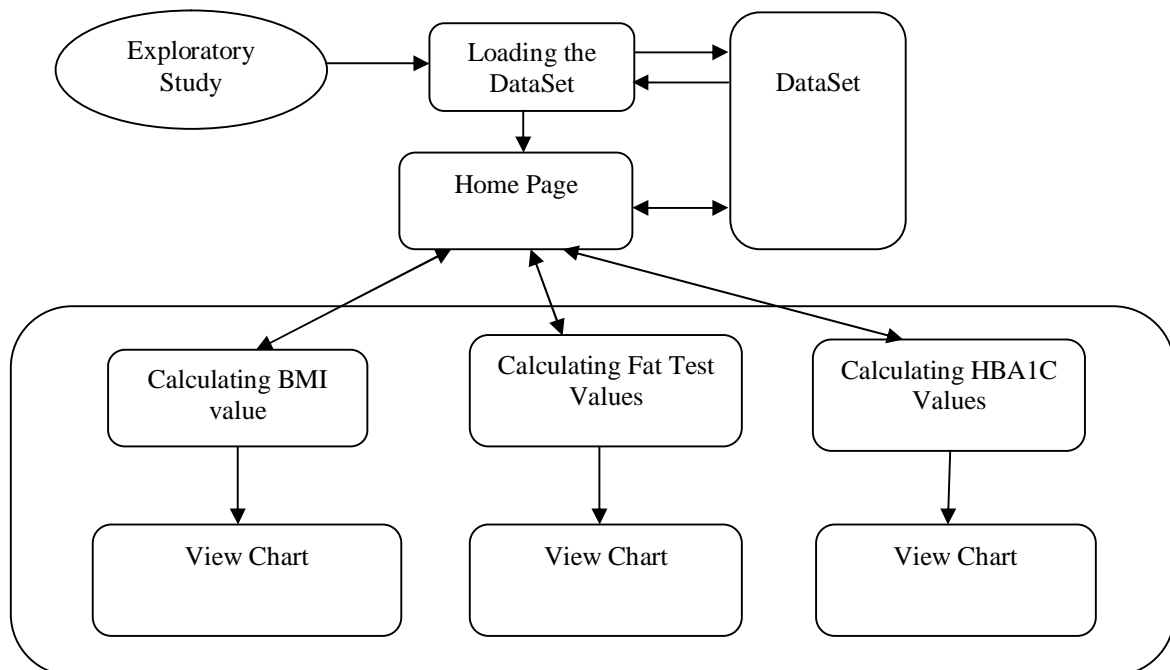 Exploratory
Study
Loading the
DataSet
DataSet
Home Page
Calculating BMI
value
Calculating Fat Test
Values
Calculating HBA1C
Values
View Chart
View Chart
View Chart